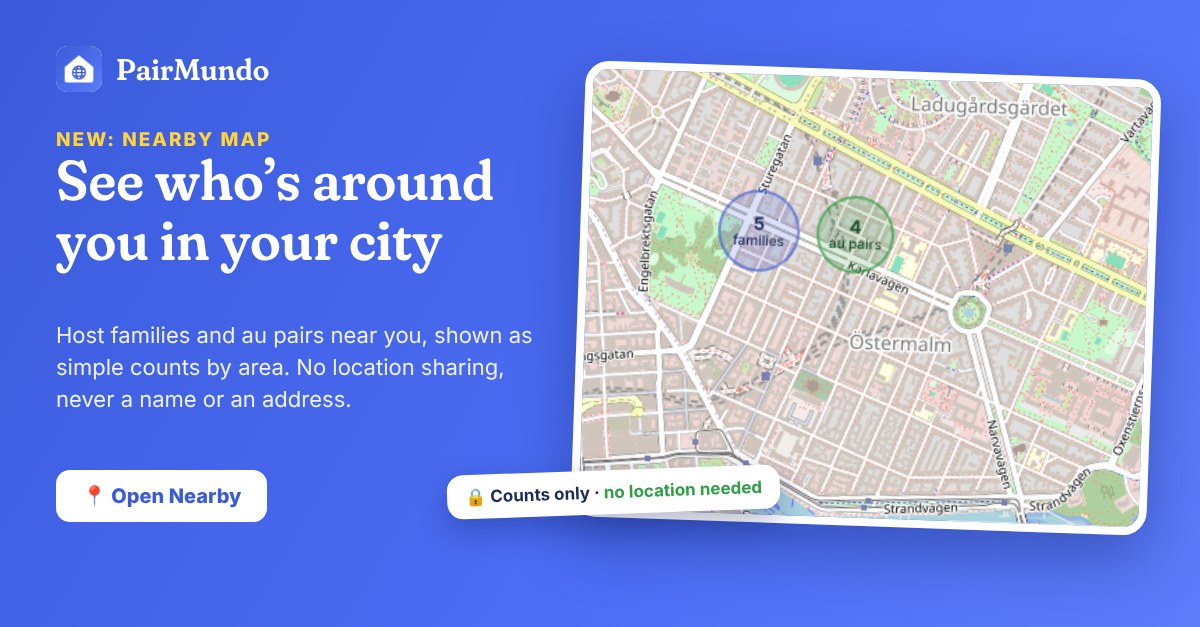 PairMundo
NEW: NEARBY MAP
See who’s around
you in your city
Host families and au pairs near you, shown as
simple counts by area. No location sharing,
never a name or an address.
📍 Open Nearby
🔒 Counts only · no location needed
Ladugårdsgärdet
Sturegatan
Engelbrektsgatan
5
families
4
au pairs
Karlavägen
Östermalm
Narvavägen
Strandvägen
Strandvägen